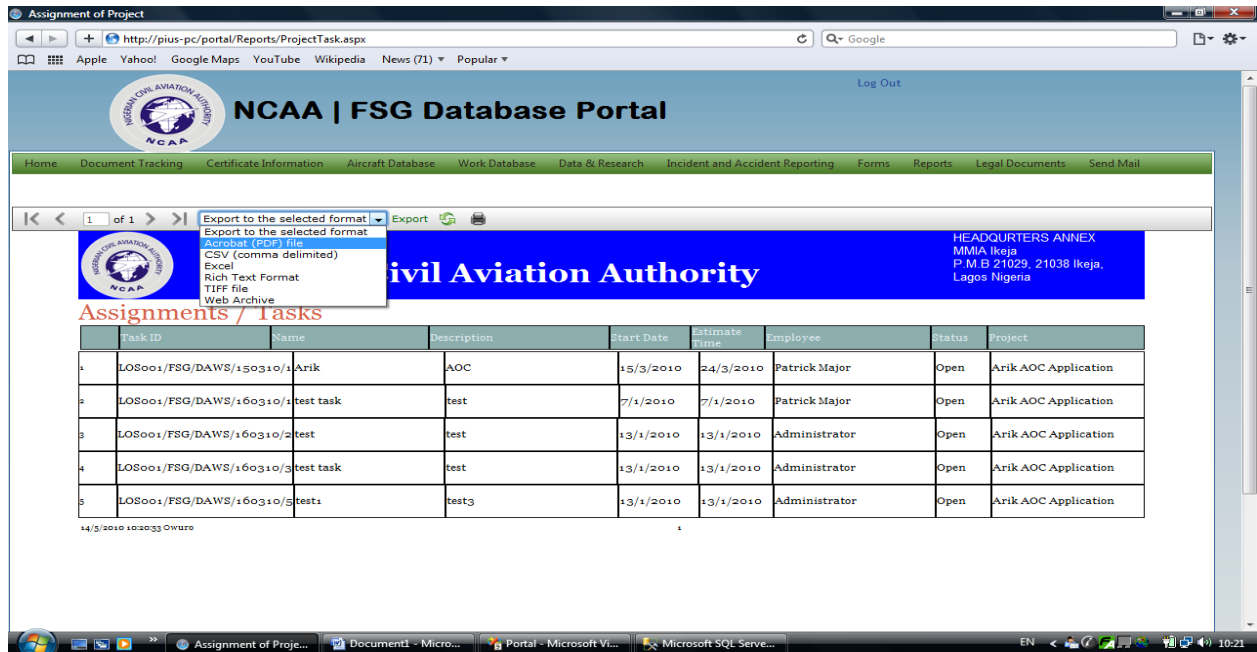 Assignment of Project
http://pius-pc/portal/Reports/ProjectTask.aspx
Google
Apple Yahoo! Google Maps YouTube Wikipedia News (71) Popular
Log Out
NIGERIAN CIVIL AVIATION AUTHORITY
NCAA
NCAA | FSG Database Portal
Home Document Tracking Certificate Information Aircraft Database Work Database Data & Research Incident and Accident Reporting Forms Reports Legal Documents Send Mail
1 of 1 Export to the selected format Export
Export to the selected format
Acrobat (PDF) file
CSV (comma delimited)
Excel
Rich Text Format
TIFF file
Web Archive
NCAA
ivil Aviation Authority
HEADQURTERS ANNEX
MMIA Ikeja
P.M.B 21029, 21038 Ikeja,
Lagos Nigeria
Assignments / Tasks
Task ID Name Description Start Date Estimate Time Employee Status Project
1 LOS001/FSG/DAWS/150310/1 Arik AOC 15/3/2010 24/3/2010 Patrick Major Open Arik AOC Application
2 LOS001/FSG/DAWS/160310/1 test task test 7/1/2010 7/1/2010 Patrick Major Open Arik AOC Application
3 LOS001/FSG/DAWS/160310/2 test test 13/1/2010 13/1/2010 Administrator Open Arik AOC Application
4 LOS001/FSG/DAWS/160310/3 test task test 13/1/2010 13/1/2010 Administrator Open Arik AOC Application
5 LOS001/FSG/DAWS/160310/5 test1 test3 13/1/2010 13/1/2010 Administrator Open Arik AOC Application
14/5/2010 10:20:53 Owuro 1
Assignment of Proje... Document1 - Micro... Portal - Microsoft Vi... Microsoft SQL Serve... EN 10:21